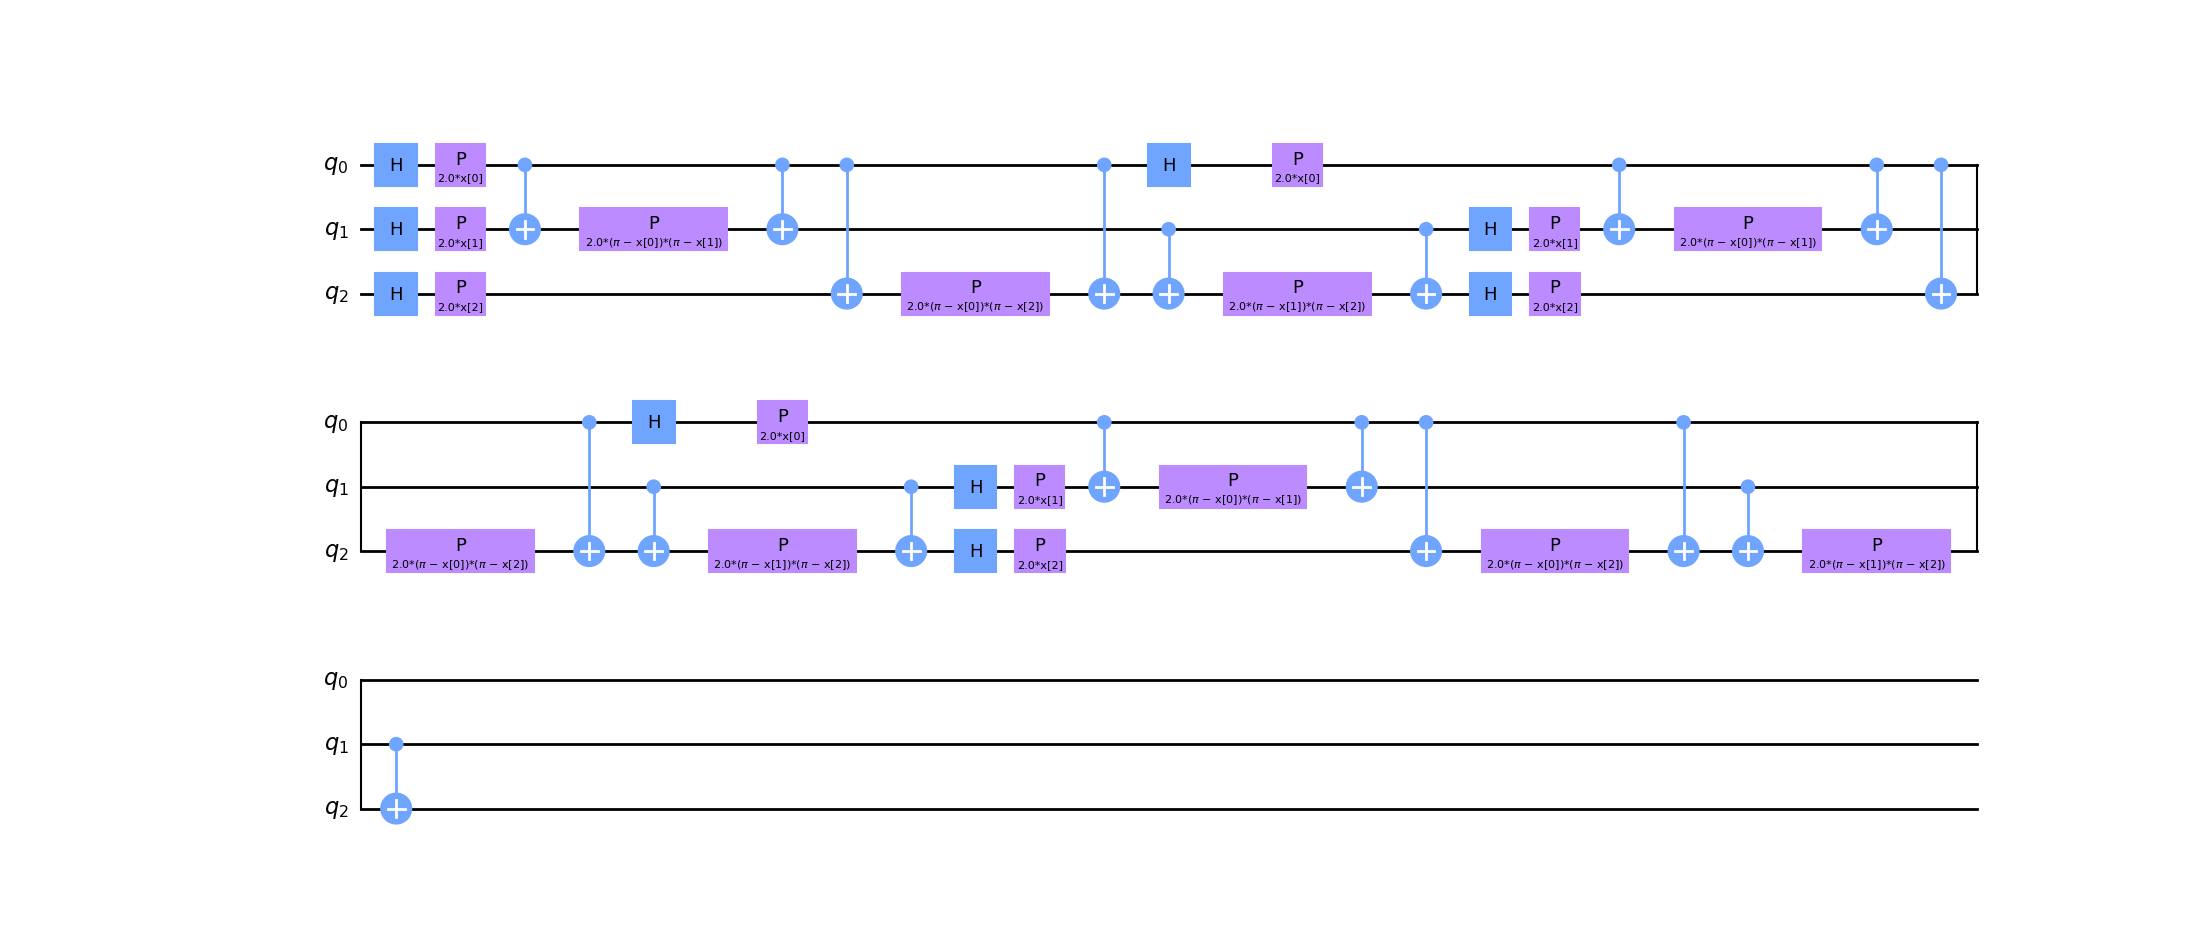 q0 H P 2.0*x[0] H P 2.0*x[0]
q1 H P 2.0*x[1] P 2.0*(π − x[0])*(π − x[1]) H P 2.0*x[1] P 2.0*(π − x[0])*(π − x[1])
q2 H P 2.0*x[2] P 2.0*(π − x[0])*(π − x[2]) P 2.0*(π − x[1])*(π − x[2]) H P 2.0*x[2]
q0 H P 2.0*x[0]
q1 H P 2.0*x[1] P 2.0*(π − x[0])*(π − x[1])
q2 P 2.0*(π − x[0])*(π − x[2]) P 2.0*(π − x[1])*(π − x[2]) H P 2.0*x[2] P 2.0*(π − x[0])*(π − x[2]) P 2.0*(π − x[1])*(π − x[2])
q0
q1
q2